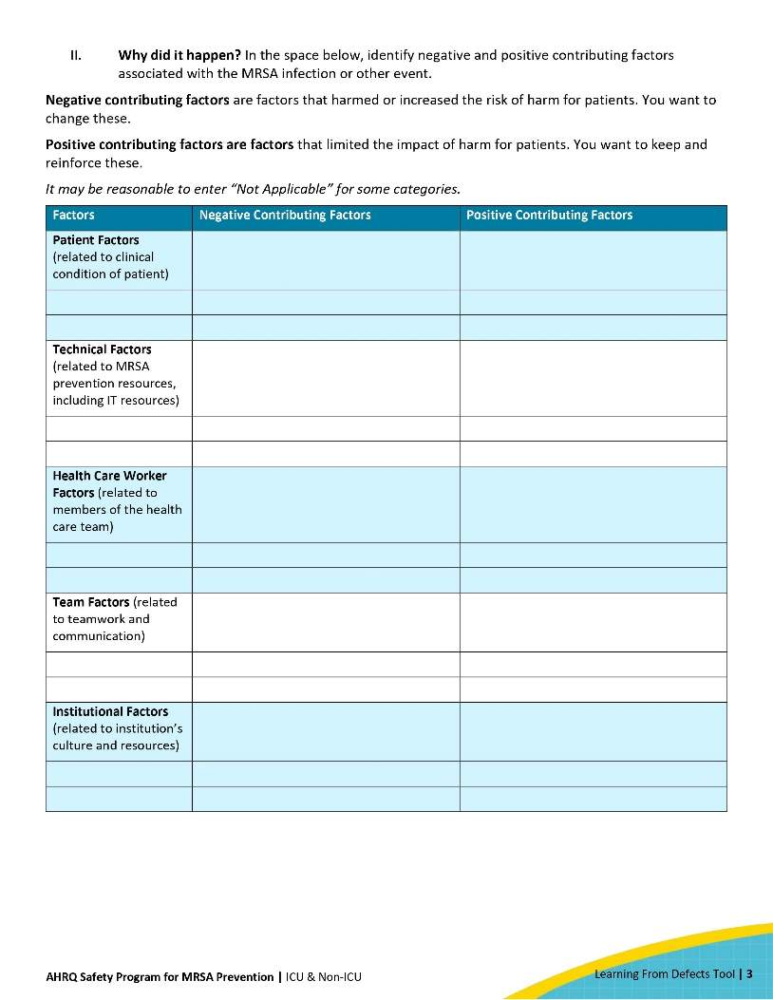 II. Why did it happen? In the space below, identify negative and positive contributing factors
associated with the MRSA infection or other event.
Negative contributing factors are factors that harmed or increased the risk of harm for patients. You want to
change these.
Positive contributing factors are factors that limited the impact of harm for patients. You want to keep and
reinforce these.
It may be reasonable to enter “Not Applicable” for some categories.
Factors Negative Contributing Factors Positive Contributing Factors
Patient Factors
(related to clinical
condition of patient)
Technical Factors
(related to MRSA
prevention resources,
including IT resources)
Health Care Worker
Factors (related to
members of the health
care team)
Team Factors (related
to teamwork and
communication)
Institutional Factors
(related to institution’s
culture and resources)
AHRQ Safety Program for MRSA Prevention | ICU & Non-ICU
Learning From Defects Tool | 3